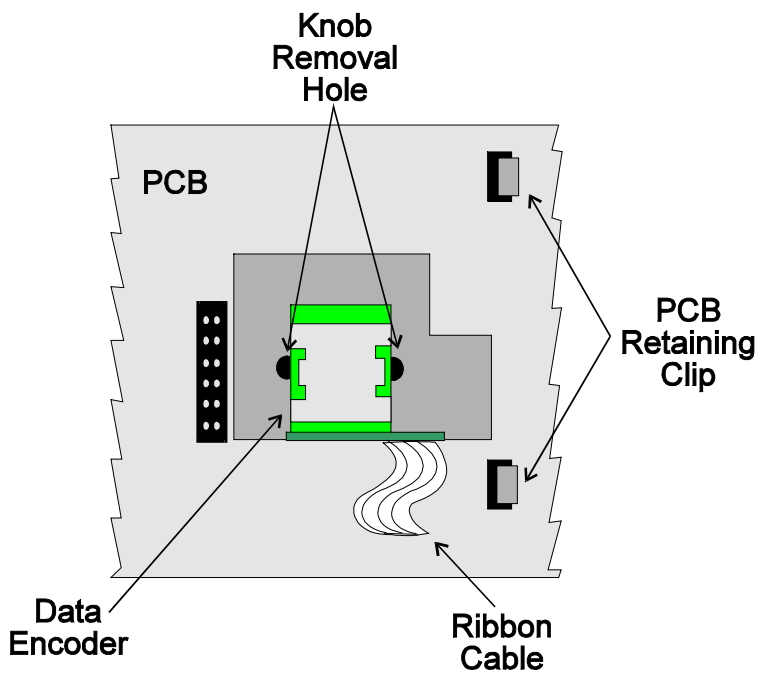 Knob
Removal
Hole
PCB
PCB
Retaining
Clip
Data
Encoder
Ribbon
Cable